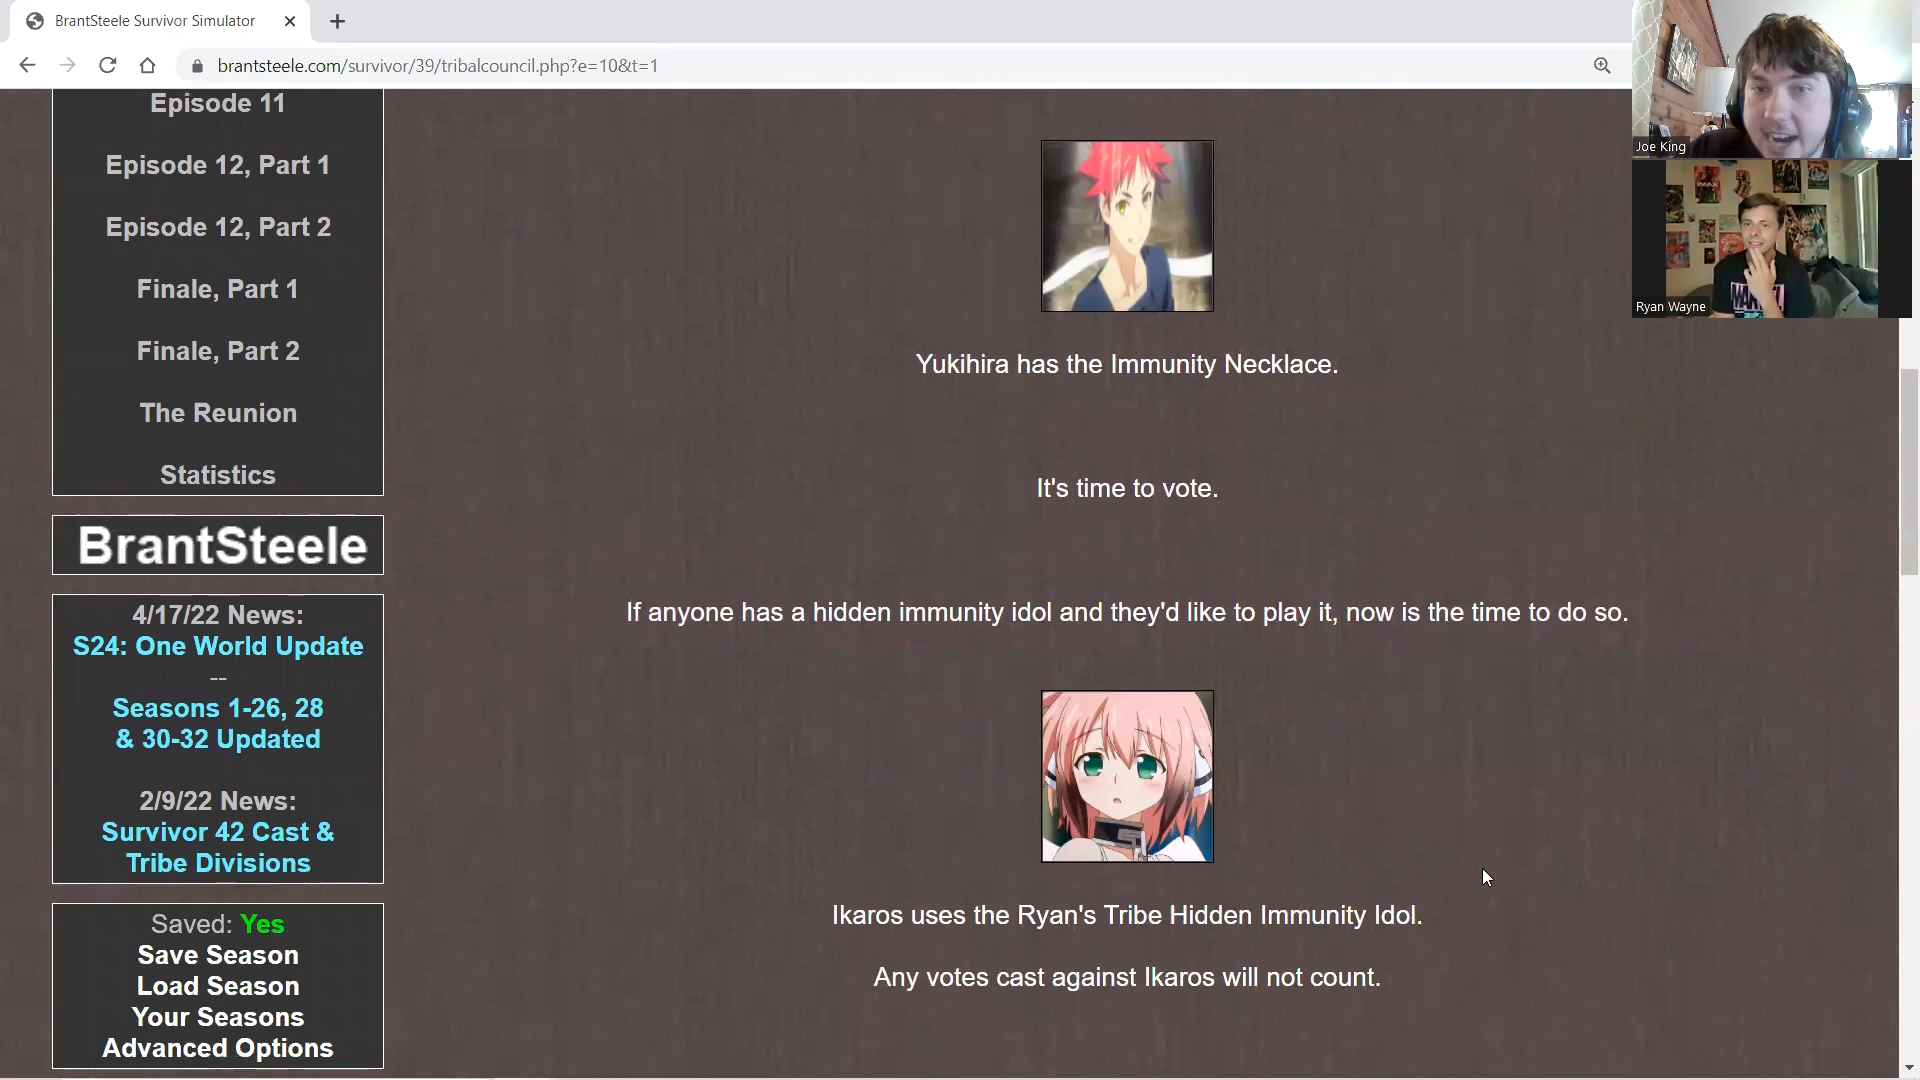 BrantSteele Survivor Simulator
brantsteele.com/survivor/39/tribalcouncil.php?e=10&t=1
Episode 11
Episode 12, Part 1
Episode 12, Part 2
Finale, Part 1
Finale, Part 2
The Reunion
Statistics
BrantSteele
4/17/22 News:
S24: One World Update
--
Seasons 1-26, 28
& 30-32 Updated
2/9/22 News:
Survivor 42 Cast &
Tribe Divisions
Saved: Yes
Save Season
Load Season
Your Seasons
Advanced Options
Yukihira has the Immunity Necklace.
It's time to vote.
If anyone has a hidden immunity idol and they'd like to play it, now is the time to do so.
Ikaros uses the Ryan's Tribe Hidden Immunity Idol.
Any votes cast against Ikaros will not count.
Joe King
Ryan Wayne